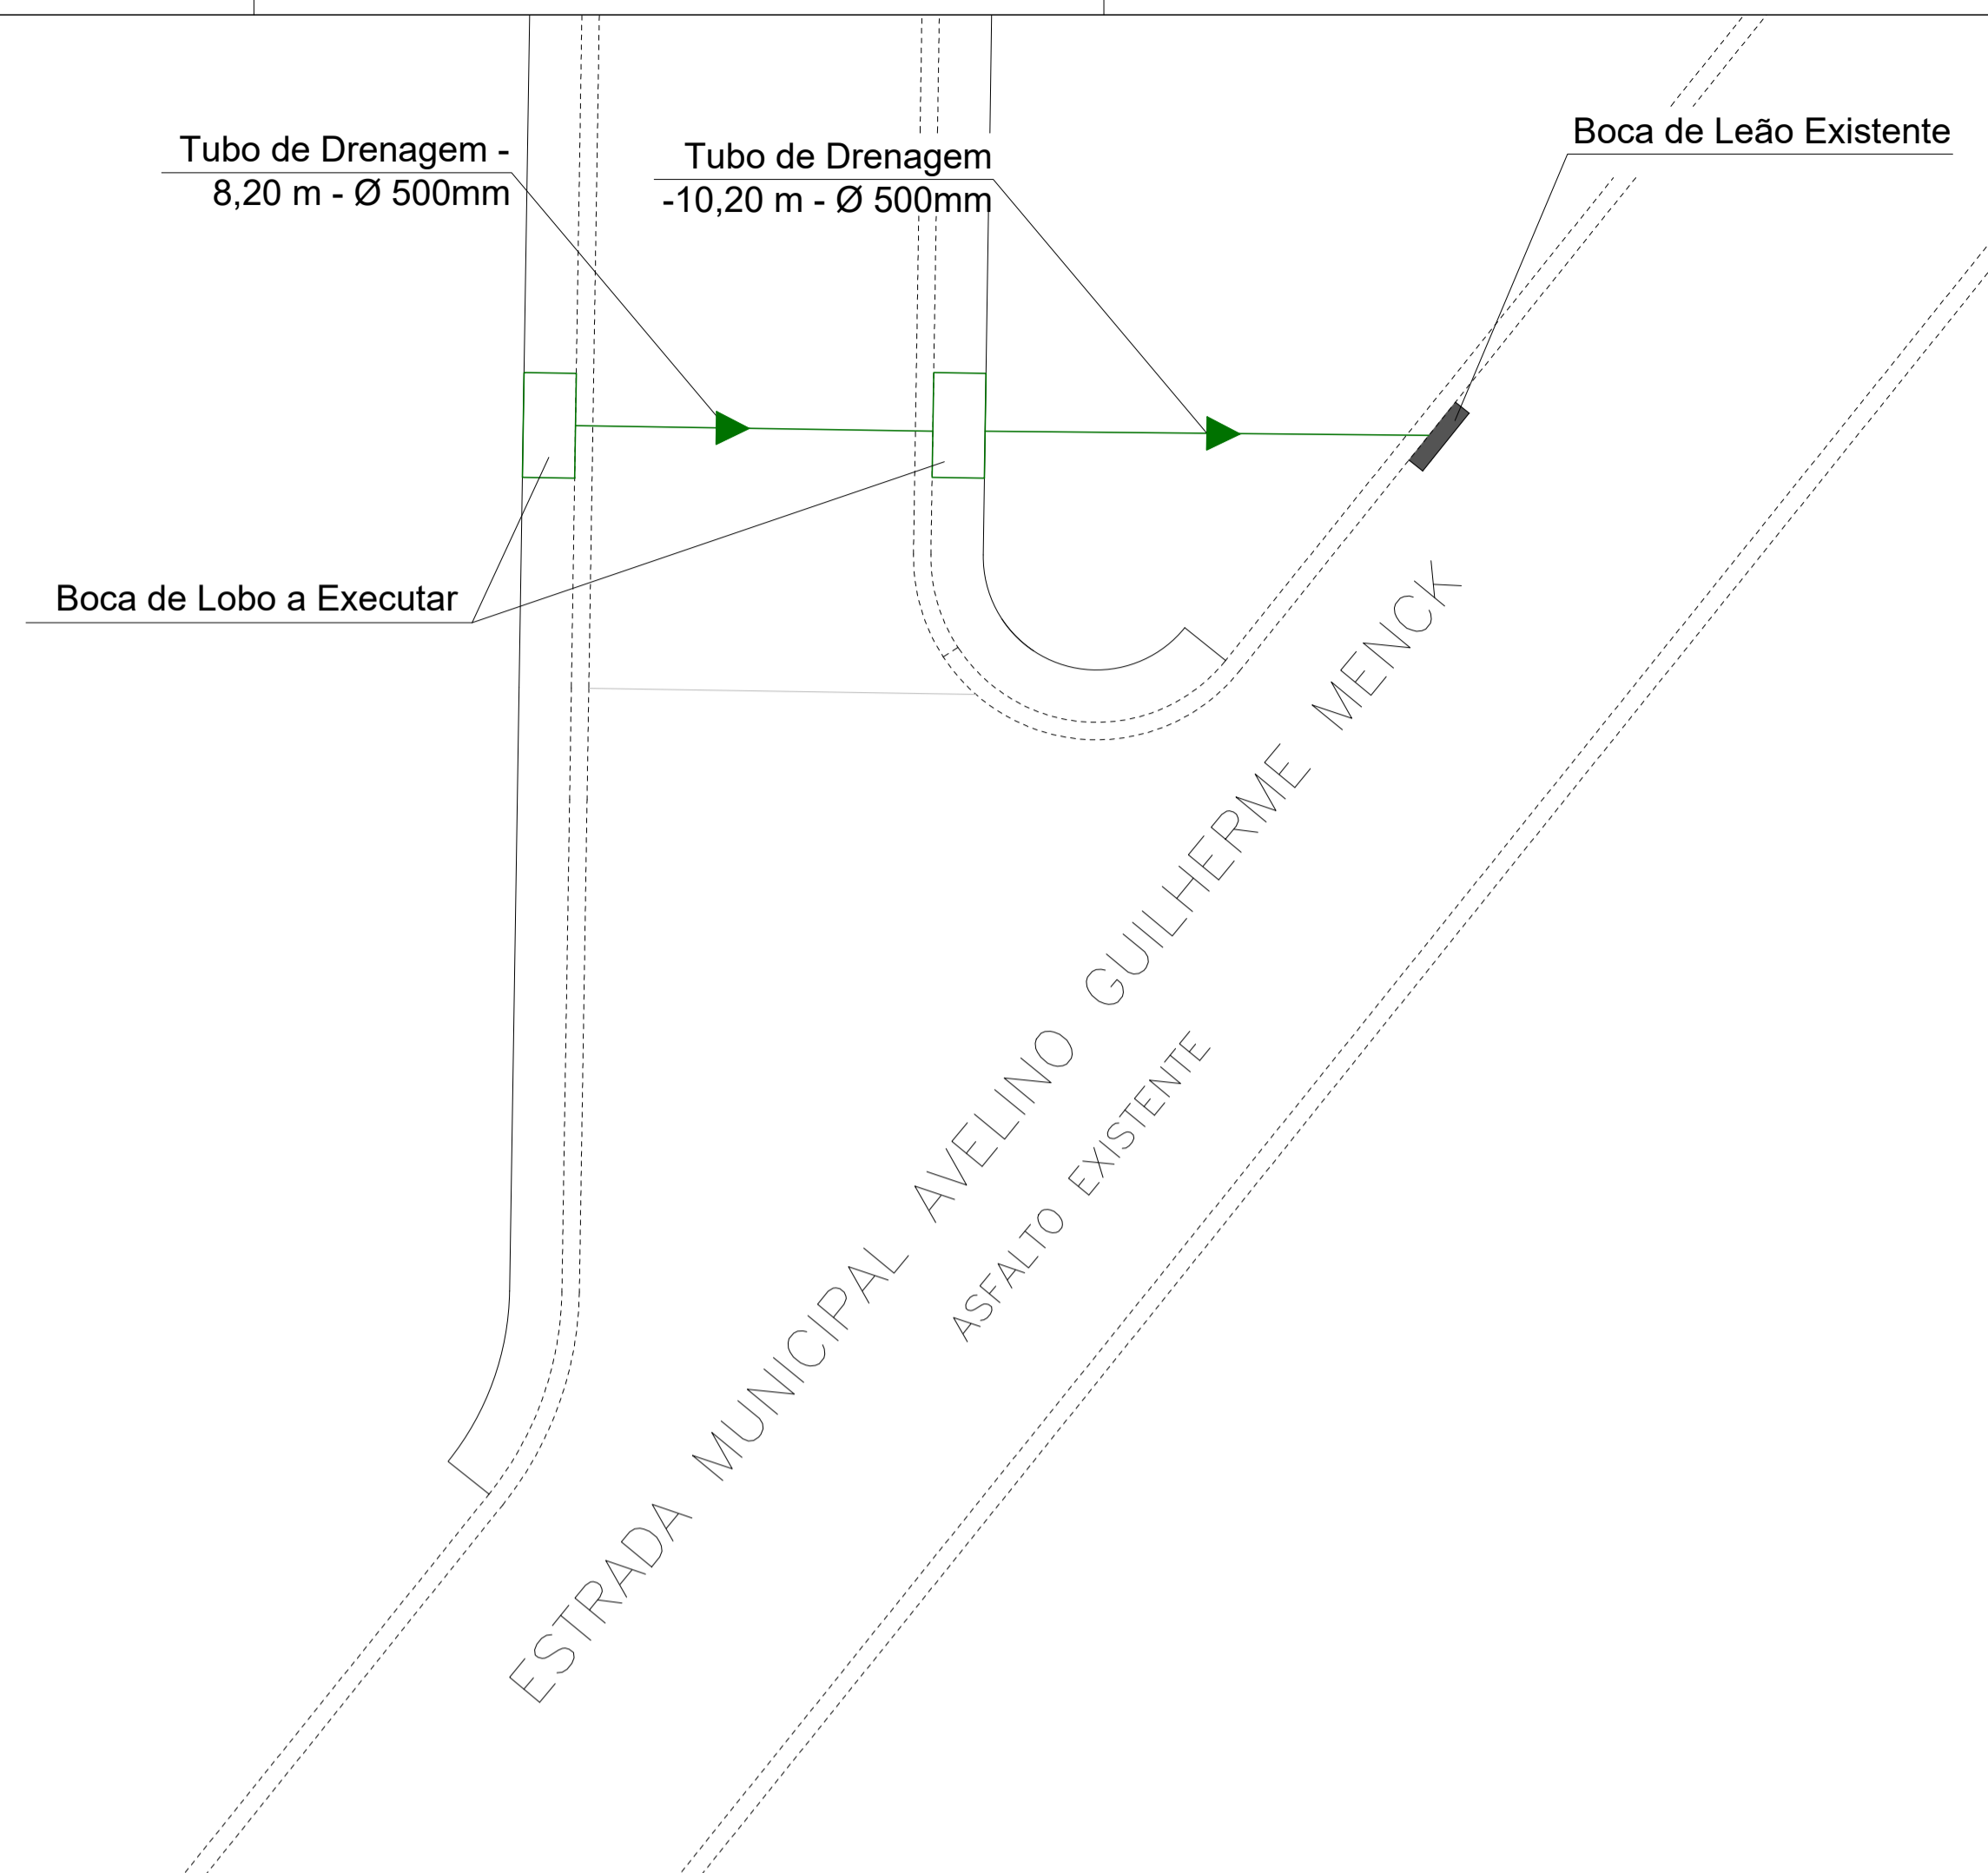 Tubo de Drenagem -
8,20 m - Ø 500mm
Tubo de Drenagem
-10,20 m - Ø 500mm
Boca de Leão Existente
Boca de Lobo a Executar
ESTRADA MUNICIPAL AVELINO GUILHERME MENCK
ASFALTO EXISTENTE